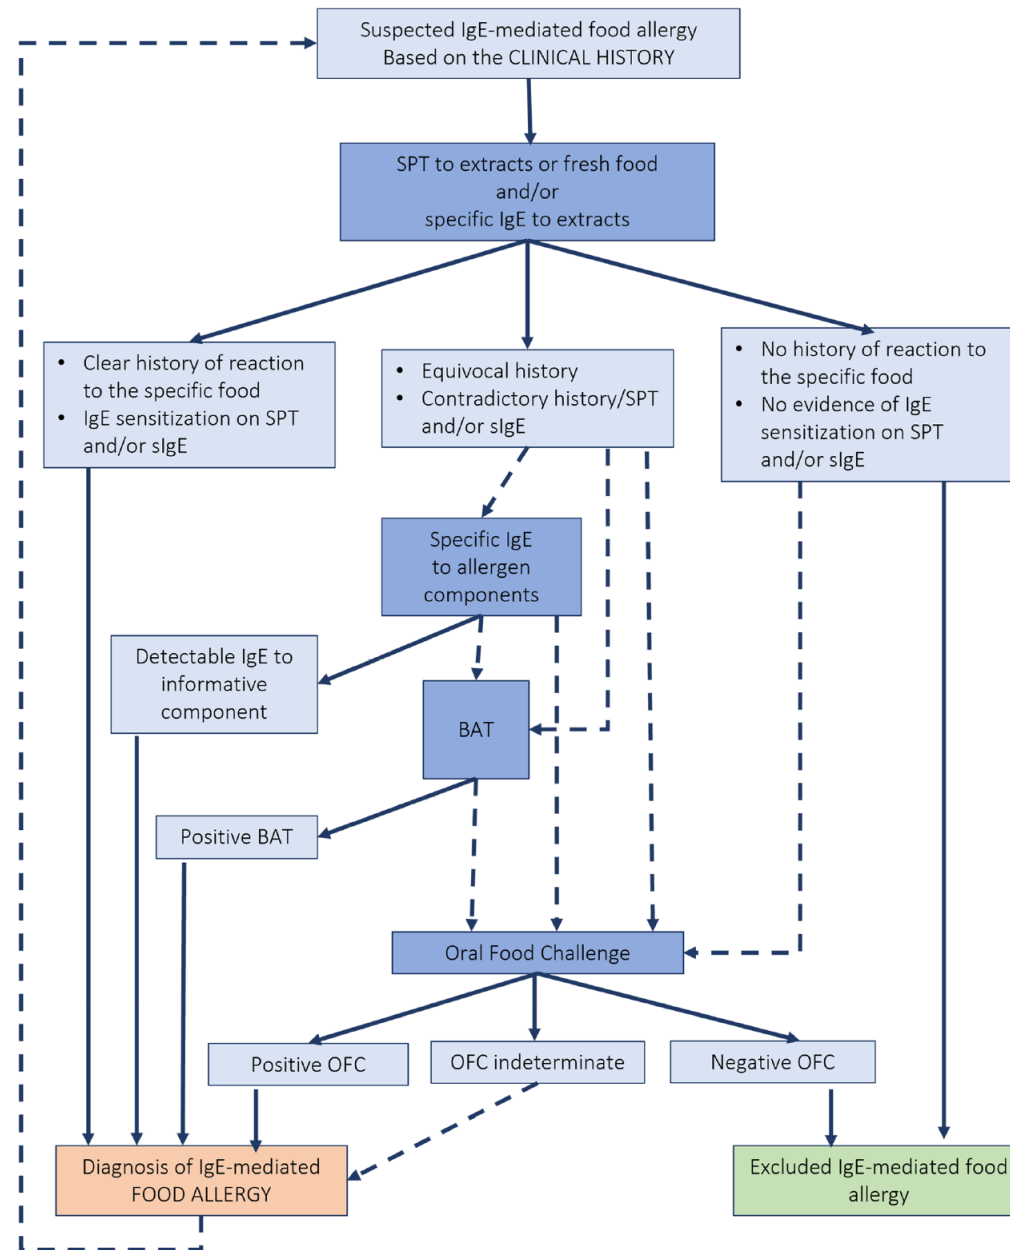 Suspected IgE-mediated food allergy
Based on the CLINICAL HISTORY
SPT to extracts or fresh food
and/or
specific IgE to extracts
• Clear history of reaction
to the specific food
• IgE sensitization on SPT
and/or sIgE
• Equivocal history
• Contradictory history/SPT
and/or sIgE
• No history of reaction to
the specific food
• No evidence of IgE
sensitization on SPT
and/or sIgE
Specific IgE
to allergen
components
Detectable IgE to
informative
component
BAT
Positive BAT
Oral Food Challenge
Positive OFC
OFC indeterminate
Negative OFC
Diagnosis of IgE-mediated
FOOD ALLERGY
Excluded IgE-mediated food
allergy